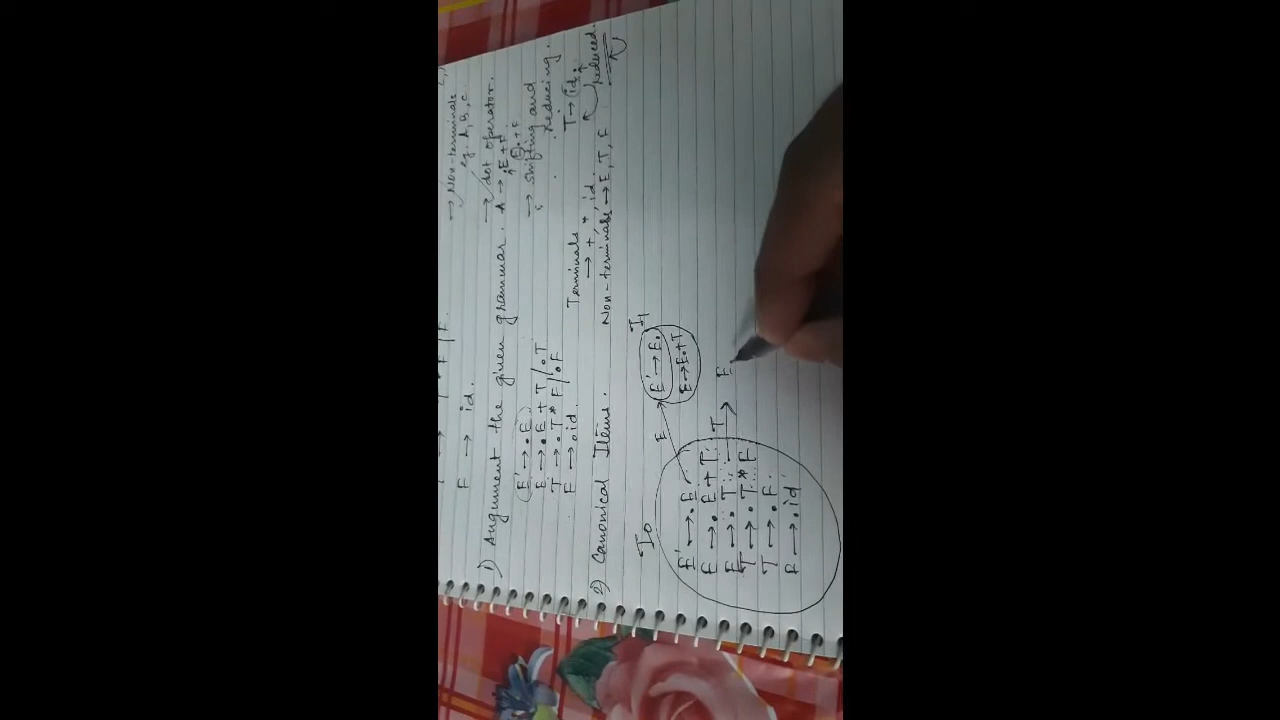 F → id.
→ Non-terminals
eg. A, B, C
1) Augument the given grammar.
→ dot operator.
A → .E + F
E. + F
E' → .E
E → .E + T / .T
T → .T * F / .F
F → .id.
→ shifting and
reducing.
T → id.
reduced.
Terminals
→ +, *, id.
Non-terminals → E, T, F
2) Canonical Items.
I0
E' → .E
E → .E + T
E → .T
T → .T * F
T → .F
F → .id
E
E' → E.
E → E. + T
I1
T
E.